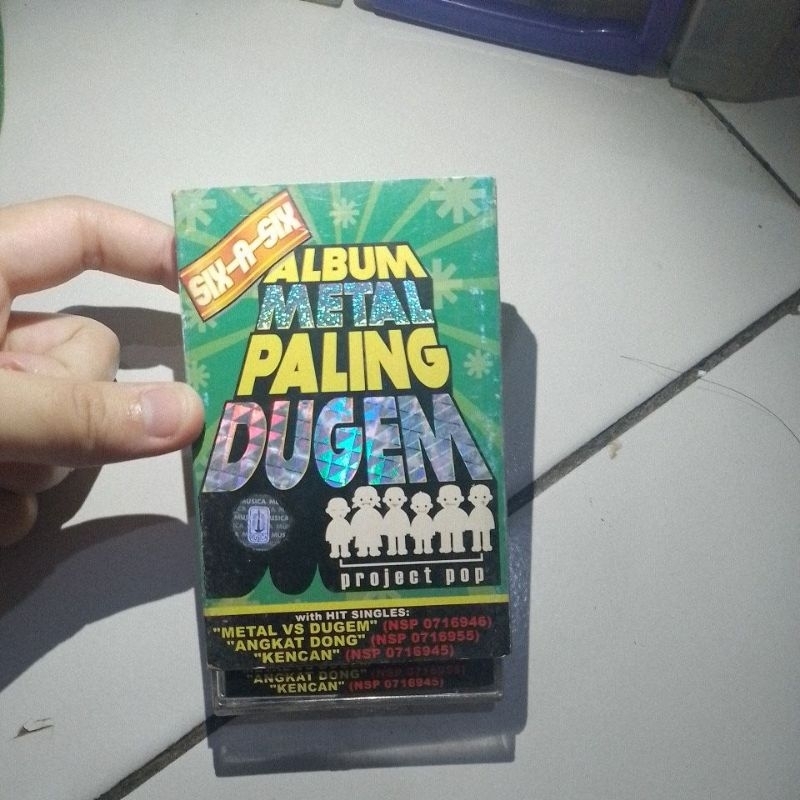 SIX-A-SIX
ALBUM
METAL
PALING
DUGEM
project pop
with HIT SINGLES:
"METAL VS DUGEM" (NSP 0716946)
"ANGKAT DONG" (NSP 0716955)
"KENCAN" (NSP 0716945)
"ANGKAT DONG"
"KENCAN" (NSP 0716945)